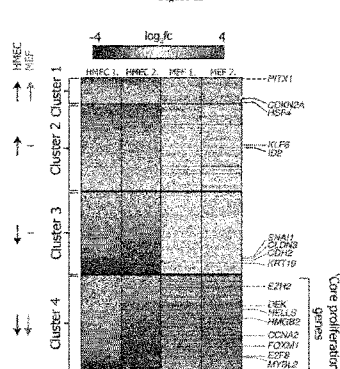 -4 log₂fc 4
HMEC
MEF
HMEC 1. HMEC 2. MEF 1. MEF 2.
Cluster 1
Cluster 2
Cluster 3
Cluster 4
PITX1
CDKN2A
HSF4
KLF6
ID2
SNAI1
CLDN3
CDH2
KRT19
EZH2
DEK
HELLS
HMGB2
CCNA2
FOXM1
E2F8
MYBL2
'Core proliferation
genes